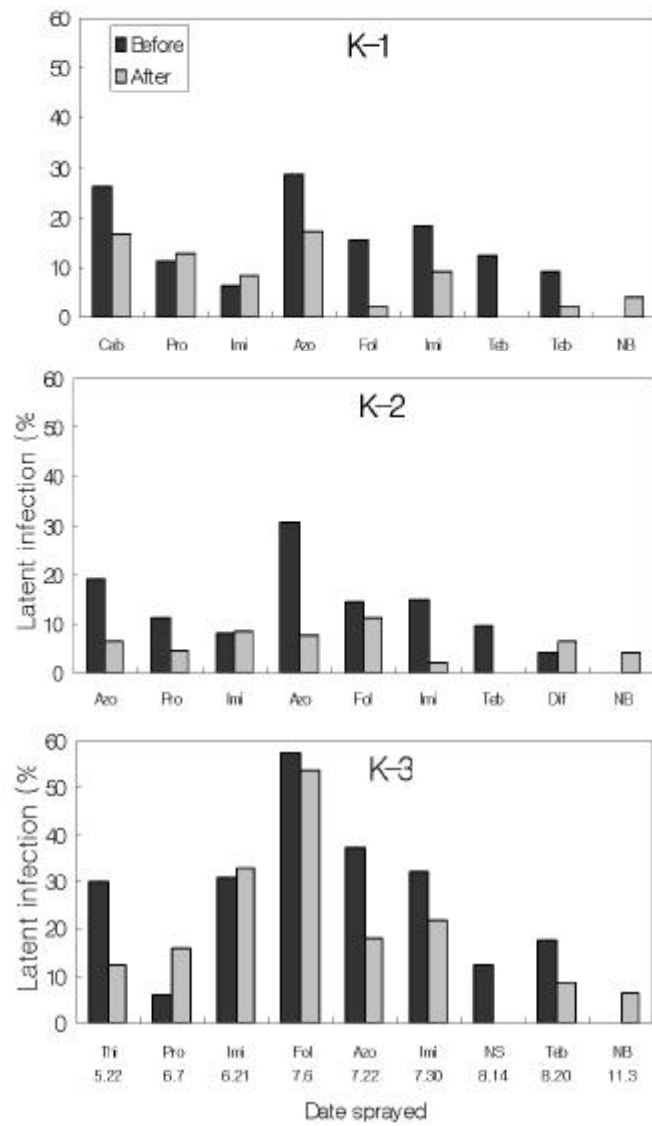 60
50
40
30
20
10
0
Before
After
K-1
Cab Pro Imi Azo Fol Imi Teb Teb NB
Latent infection (%
60
50
40
30
20
10
0
K-2
Azo Pro Imi Azo Fol Imi Teb Dif NB
Latent infection (%
60
50
40
30
20
10
0
K-3
Thi Pro Imi Fol Azo Imi NS Teb NB
5.22 6.7 6.21 7.6 7.22 7.30 8.14 8.20 11.3
Date sprayed